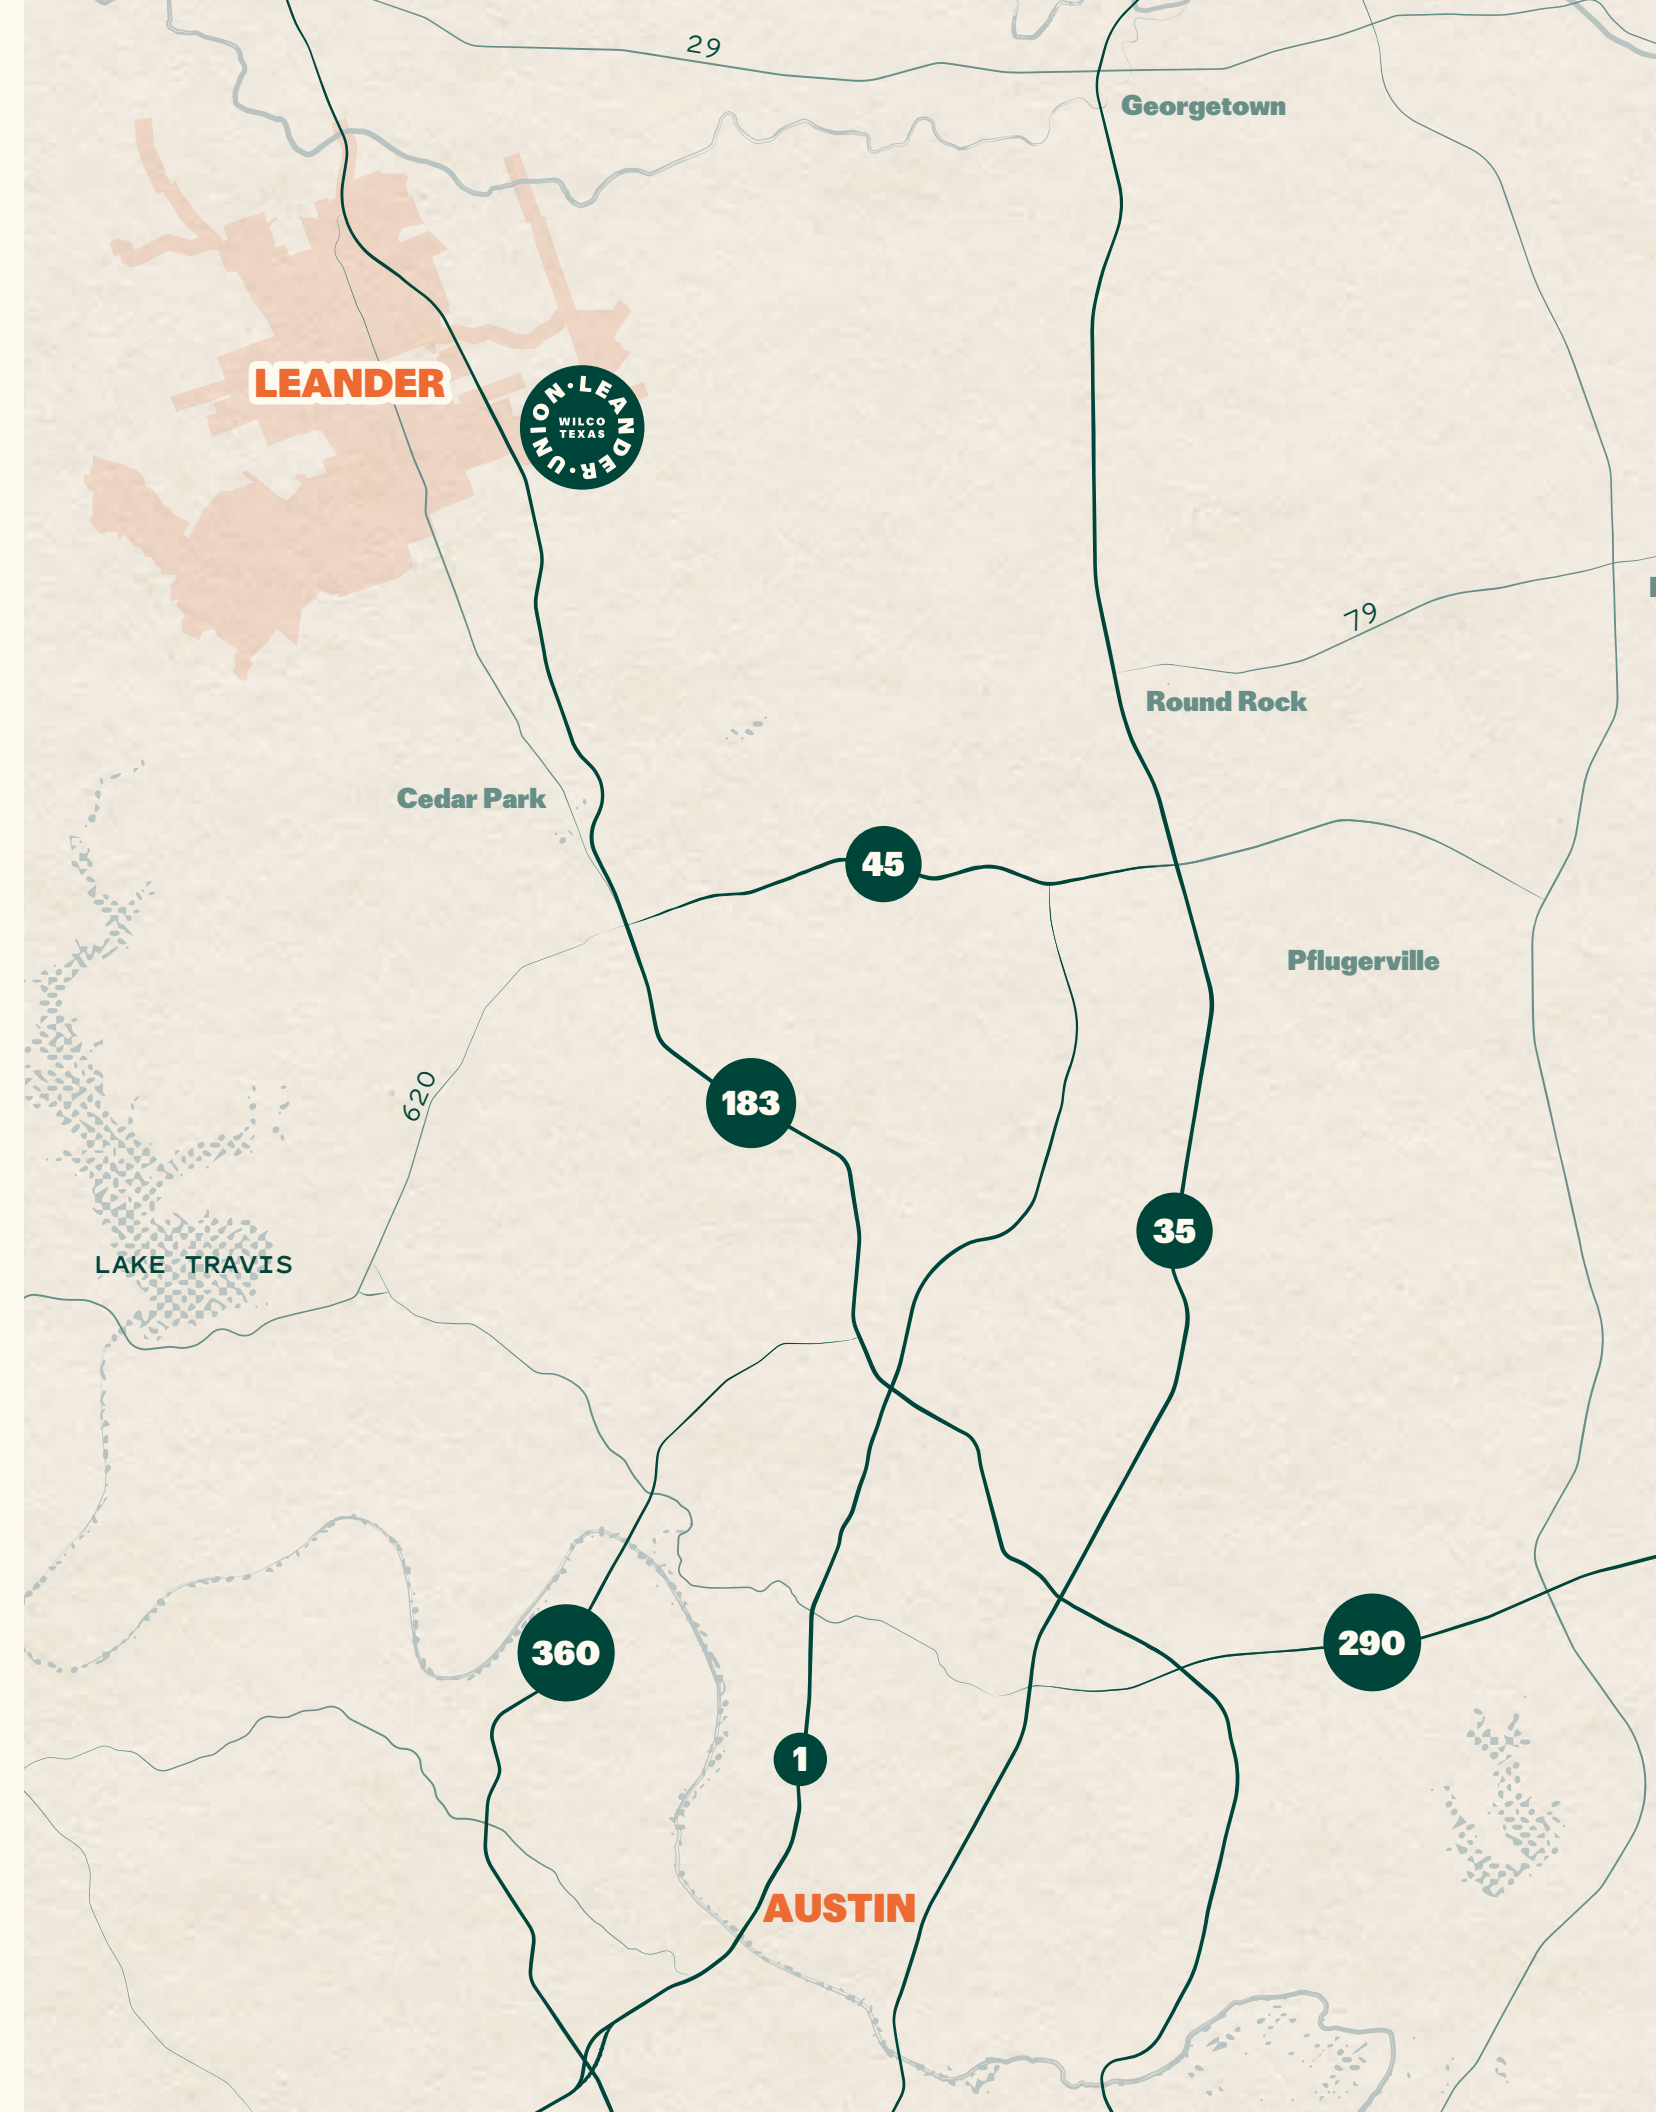 29
Georgetown
LEANDER
UNION·LEANDER·
WILCO
TEXAS
79
Round Rock
Cedar Park
45
Pflugerville
620
183
35
LAKE TRAVIS
290
360
1
AUSTIN